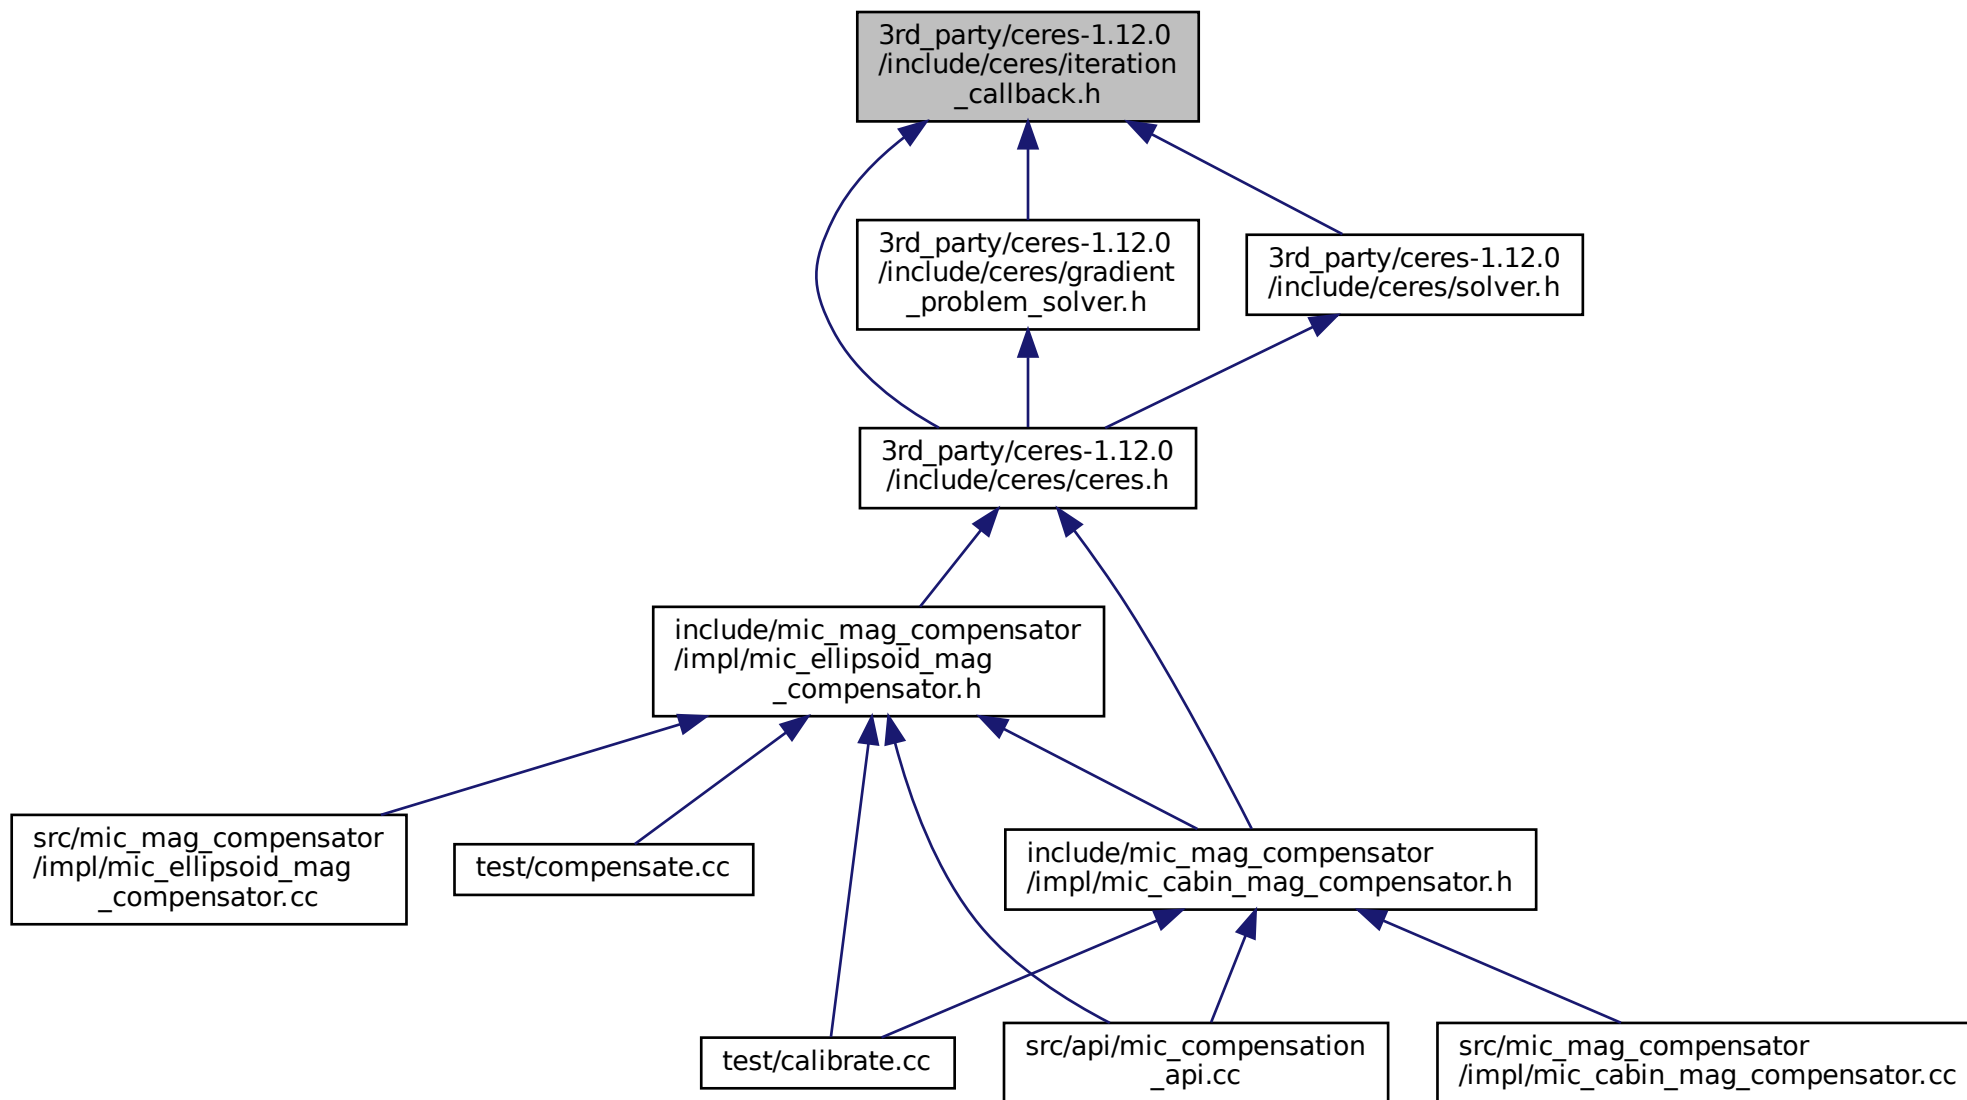 3rd_party/ceres-1.12.0
/include/ceres/iteration
_callback.h
3rd_party/ceres-1.12.0
/include/ceres/gradient
_problem_solver.h
3rd_party/ceres-1.12.0
/include/ceres/solver.h
3rd_party/ceres-1.12.0
/include/ceres/ceres.h
include/mic_mag_compensator
/impl/mic_ellipsoid_mag
_compensator.h
src/mic_mag_compensator
/impl/mic_ellipsoid_mag
_compensator.cc
test/compensate.cc
include/mic_mag_compensator
/impl/mic_cabin_mag_compensator.h
test/calibrate.cc
src/api/mic_compensation
_api.cc
src/mic_mag_compensator
/impl/mic_cabin_mag_compensator.cc